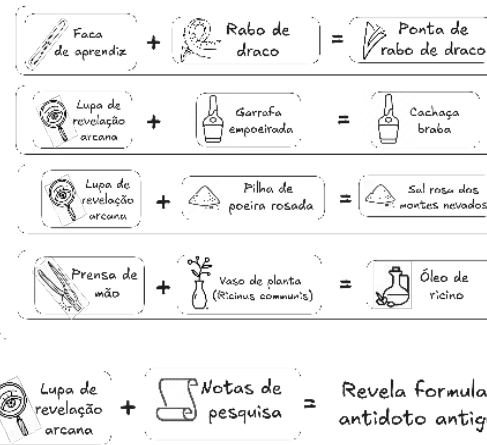 Faca
de aprendiz
+
Rabo de
draco
=
Ponta de
rabo de draco
Lupa de
revelação
arcana
+
Garrafa
empoeirada
=
Cachaça
braba
Lupa de
revelação
arcana
+
Pilha de
poeira rosada
=
Sal rosa dos
montes nevados
Prensa de
mão
+
Vaso de planta
(Ricinus communis)
=
Óleo de
rícino
Lupa de
revelação
arcana
+
Notas de
pesquisa
=
Revela formula
antidoto antig